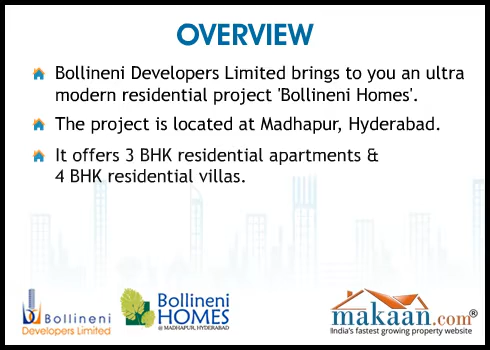 OVERVIEW
Bollineni Developers Limited brings to you an ultra
modern residential project 'Bollineni Homes'.
The project is located at Madhapur, Hyderabad.
It offers 3 BHK residential apartments &
4 BHK residential villas.
Bollineni
Developers Limited
Bollineni
HOMES
@ MADHAPUR, HYDERABAD
makaan.com®
India's fastest growing property website